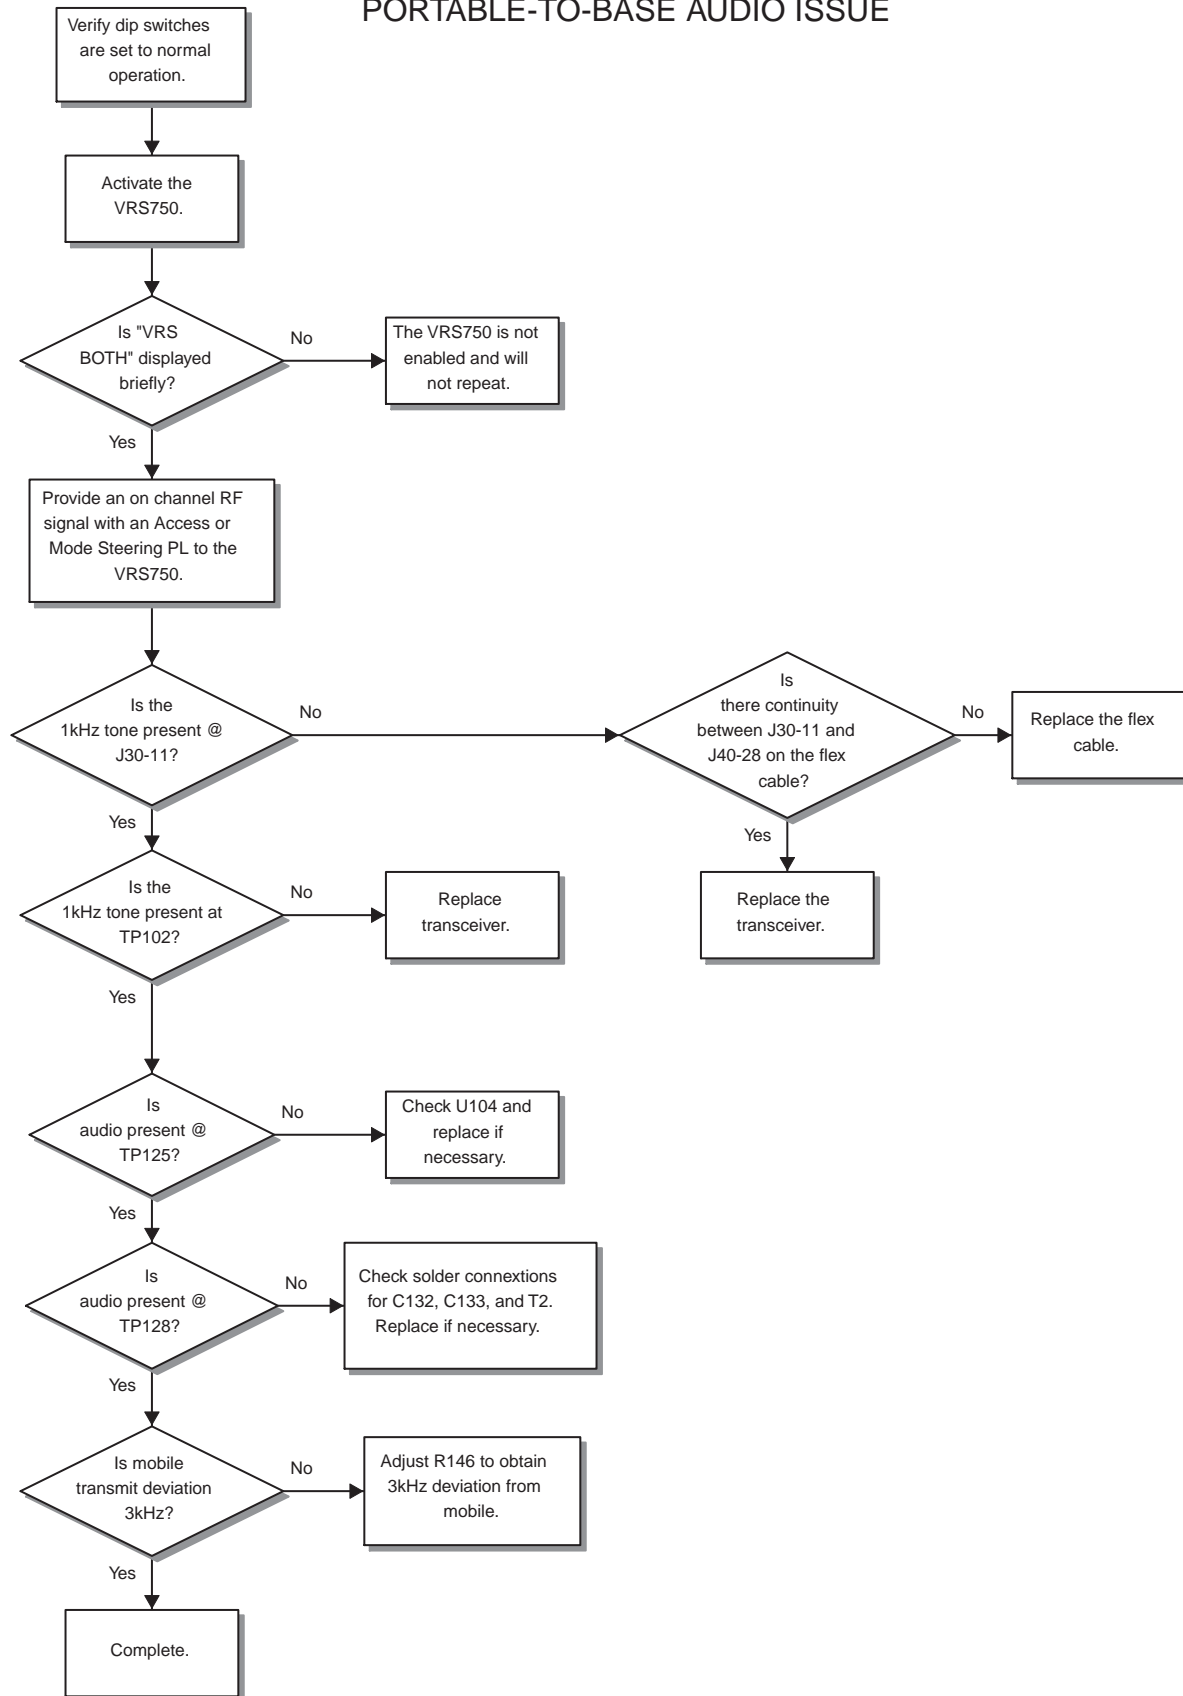 PORTABLE-TO-BASE AUDIO ISSUE
Verify dip switches
are set to normal
operation.
Activate the
VRS750.
Is "VRS
BOTH" displayed
briefly?
No
The VRS750 is not
enabled and will
not repeat.
Yes
Provide an on channel RF
signal with an Access or
Mode Steering PL to the
VRS750.
Is the
1kHz tone present @
J30-11?
No
Is
there continuity
between J30-11 and
J40-28 on the flex
cable?
No
Replace the flex
cable.
Yes
Replace the
transceiver.
Yes
Is the
1kHz tone present at
TP102?
No
Replace
transceiver.
Yes
Is
audio present @
TP125?
No
Check U104 and
replace if
necessary.
Yes
Is
audio present @
TP128?
No
Check solder connextions
for C132, C133, and T2.
Replace if necessary.
Yes
Is mobile
transmit deviation
3kHz?
No
Adjust R146 to obtain
3kHz deviation from
mobile.
Yes
Complete.